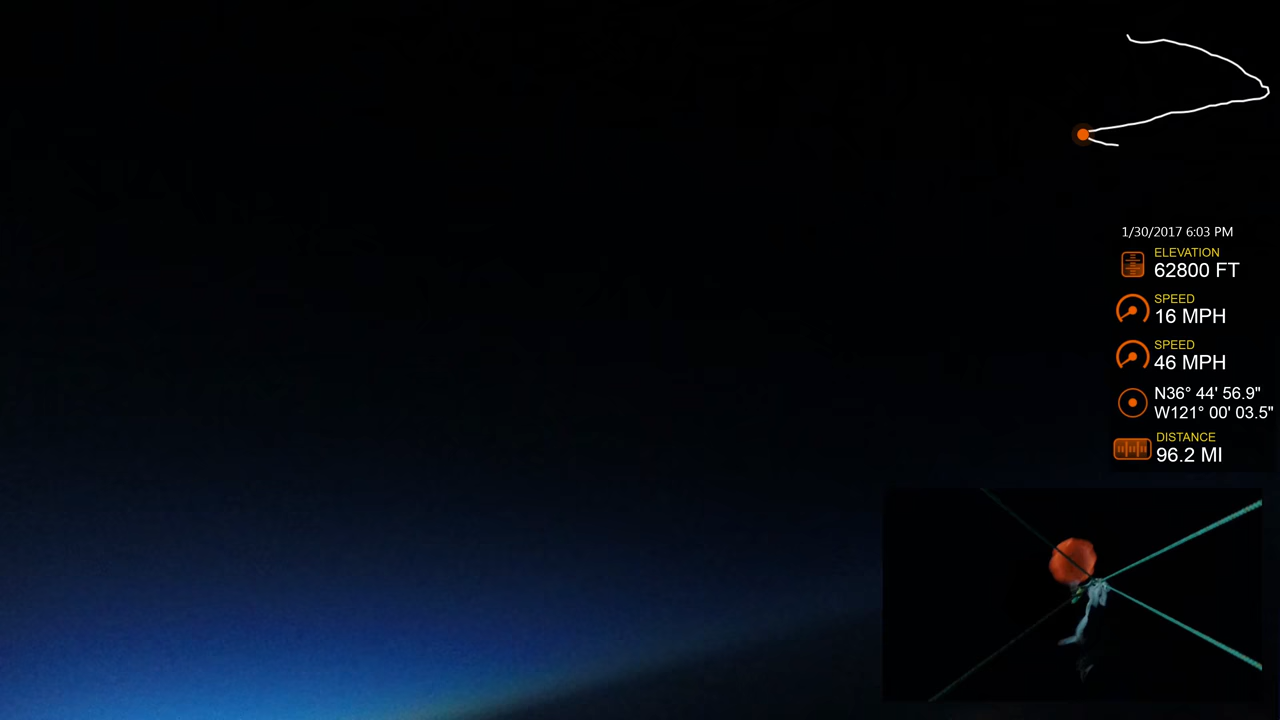 1/30/2017 6:03 PM
ELEVATION
62800 FT
SPEED
16 MPH
SPEED
46 MPH
N36° 44' 56.9"
W121° 00' 03.5"
DISTANCE
96.2 MI